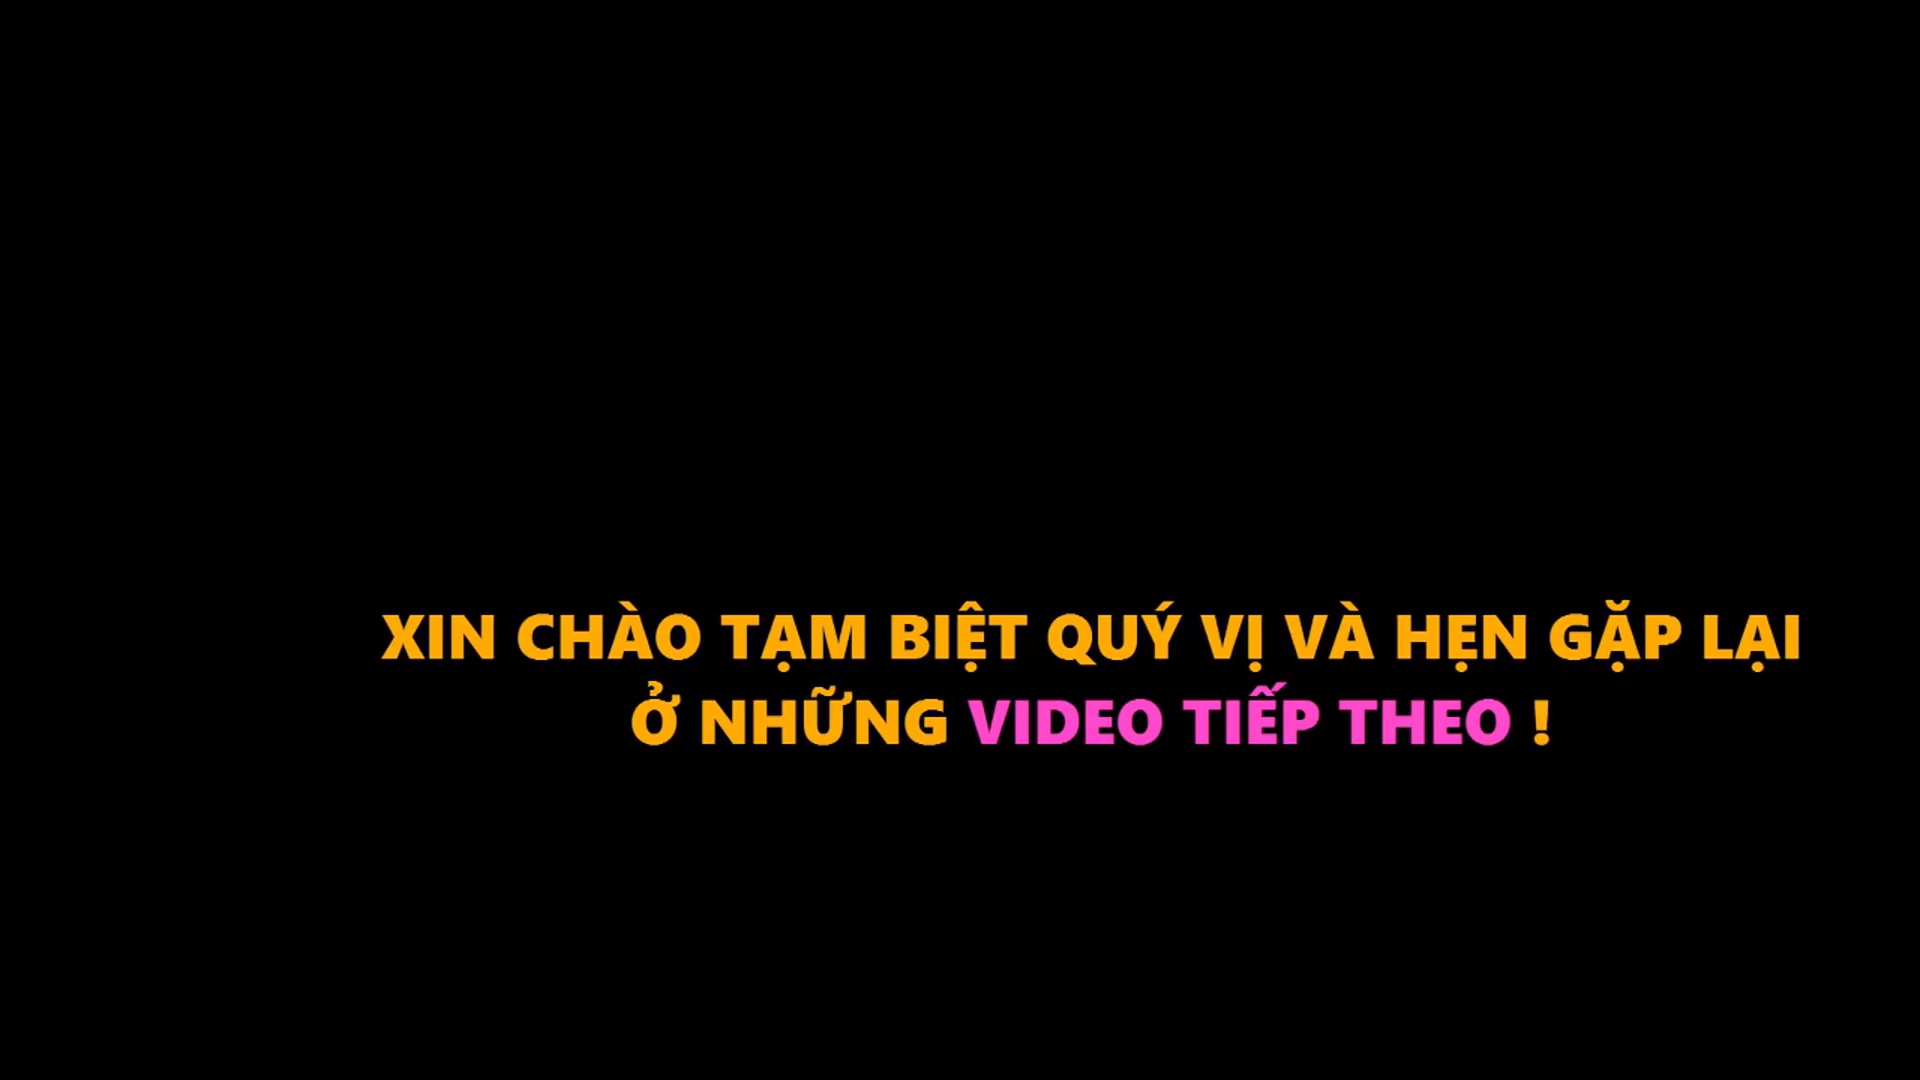 XIN CHÀO TẠM BIỆT QUÝ VỊ VÀ HẸN GẶP LẠI
Ở NHỮNG VIDEO TIẾP THEO !